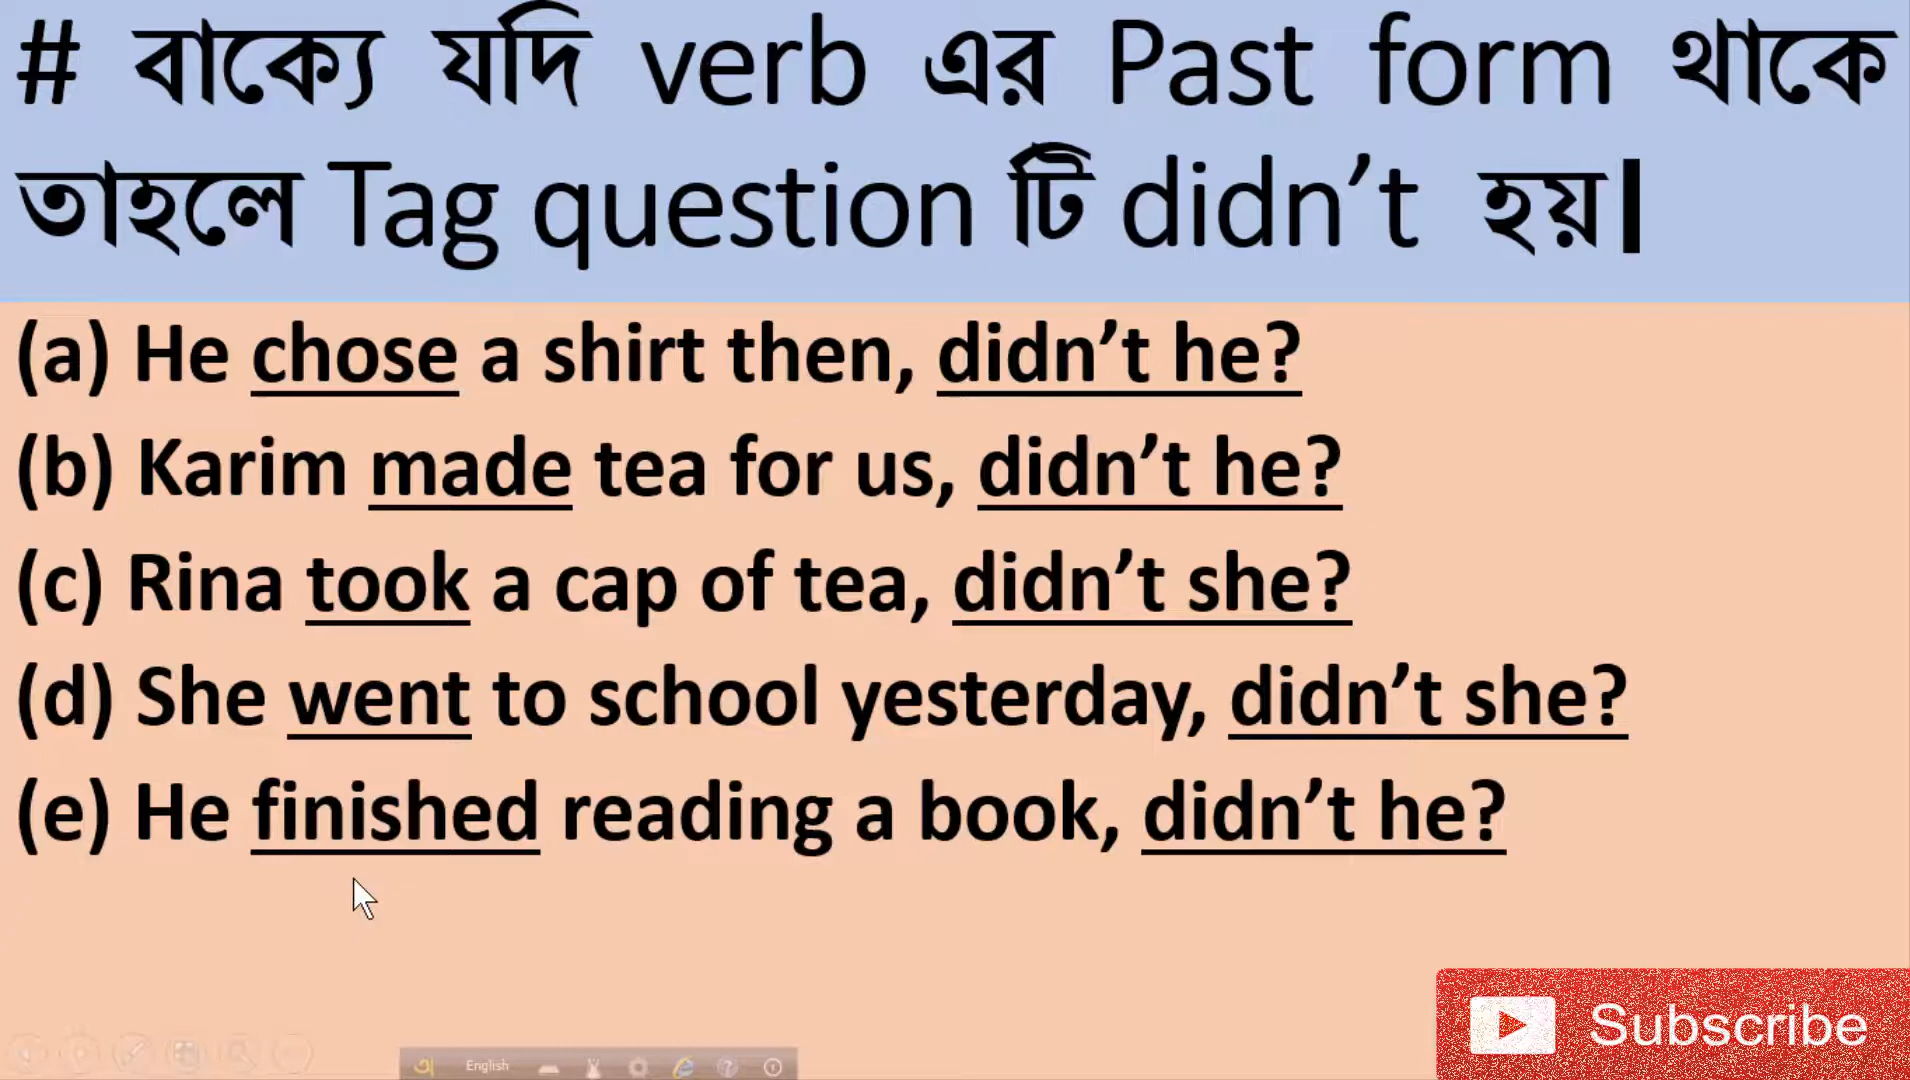 # বাক্যে যদি verb এর Past form থাকে
তাহলে Tag question টি didn’t হয়।
(a) He chose a shirt then, didn’t he?
(b) Karim made tea for us, didn’t he?
(c) Rina took a cap of tea, didn’t she?
(d) She went to school yesterday, didn’t she?
(e) He finished reading a book, didn’t he?
Subscribe
অ English